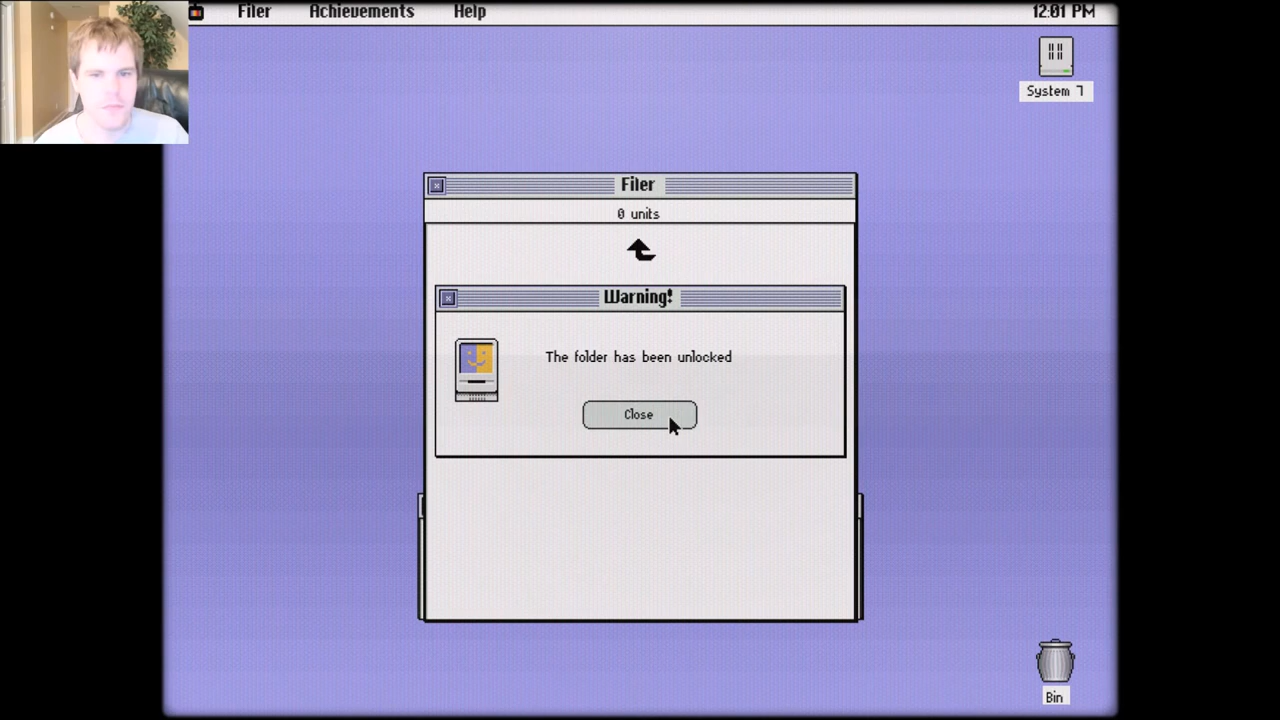 Filer Achievements Help 12:01 PM
System 7
Filer
0 units
Warning!
The folder has been unlocked
Close
Bin